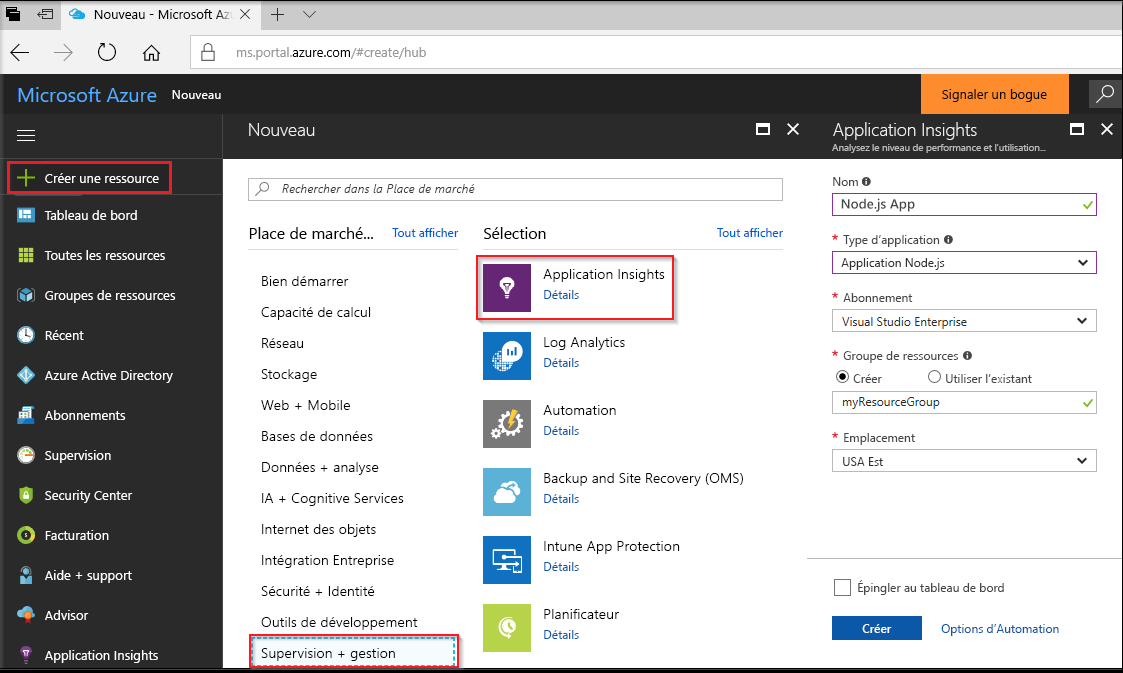 Nouveau - Microsoft Az
ms.portal.azure.com/#create/hub
Microsoft Azure
Nouveau
Signaler un bogue
Créer une ressource
Tableau de bord
Toutes les ressources
Groupes de ressources
Récent
Azure Active Directory
Abonnements
Supervision
Security Center
Facturation
Aide + support
Advisor
Application Insights
Nouveau
Rechercher dans la Place de marché
Place de marché...
Tout afficher
Bien démarrer
Capacité de calcul
Réseau
Stockage
Web + Mobile
Bases de données
Données + analyse
IA + Cognitive Services
Internet des objets
Intégration Entreprise
Sécurité + Identité
Outils de développement
Supervision + gestion
Sélection
Tout afficher
Application Insights
Détails
Log Analytics
Détails
Automation
Détails
Backup and Site Recovery (OMS)
Détails
Intune App Protection
Détails
Planificateur
Détails
Application Insights
Analysez le niveau de performance et l'utilisation...
Nom
Node.js App
* Type d'application
Application Node.js
* Abonnement
Visual Studio Enterprise
* Groupe de ressources
Créer
Utiliser l'existant
myResourceGroup
* Emplacement
USA Est
Épingler au tableau de bord
Créer
Options d'Automation